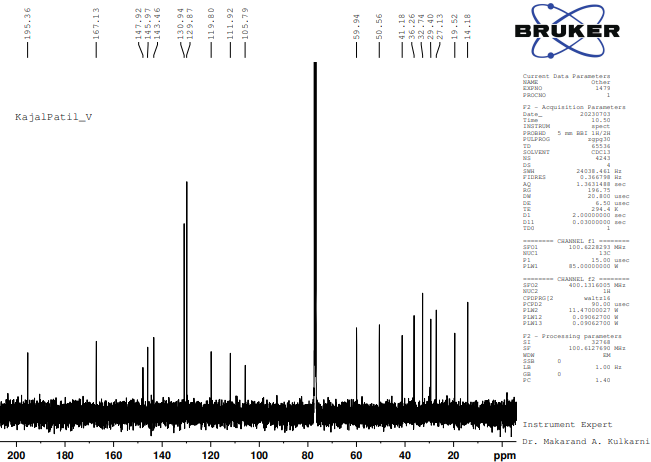 195.36
167.13
147.92
145.97
143.46
130.94
129.87
119.80
111.92
105.79
59.94
50.56
41.18
36.26
32.74
29.40
27.13
19.52
14.18
BRUKER
KajalPatil_V
Current Data Parameters
NAME Other
EXPNO 1479
PROCNO 1
F2 - Acquisition Parameters
Date_ 20230703
Time 10.50
INSTRUM spect
PROBHD 5 mm BBI 1H/2H
PULPROG zgpg30
TD 65536
SOLVENT CDCl3
NS 4243
DS 4
SWH 24038.461 Hz
FIDRES 0.366798 Hz
AQ 1.3631488 sec
RG 196.75
DW 20.800 usec
DE 6.50 usec
TE 294.4 K
D1 2.00000000 sec
D11 0.03000000 sec
TD0 1
======== CHANNEL f1 ========
SFO1 100.6228293 MHz
NUC1 13C
P1 15.00 usec
PLW1 85.00000000 W
======== CHANNEL f2 ========
SFO2 400.1316005 MHz
NUC2 1H
CPDPRG[2 waltz16
PCPD2 90.00 usec
PLW2 11.47000027 W
PLW12 0.09062700 W
PLW13 0.09062700 W
F2 - Processing parameters
SI 32768
SF 100.6127690 MHz
WDW EM
SSB 0
LB 1.00 Hz
GB 0
PC 1.40
Instrument Expert
Dr. Makarand A. Kulkarni
200 180 160 140 120 100 80 60 40 20 ppm